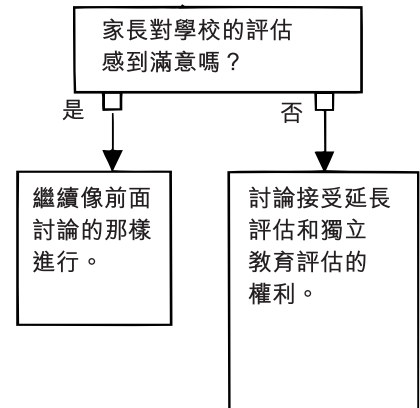 家長對學校的評估
感到滿意嗎？
是
否
繼續像前面
討論的那樣
進行。
討論接受延長
評估和獨立
教育評估的
權利。